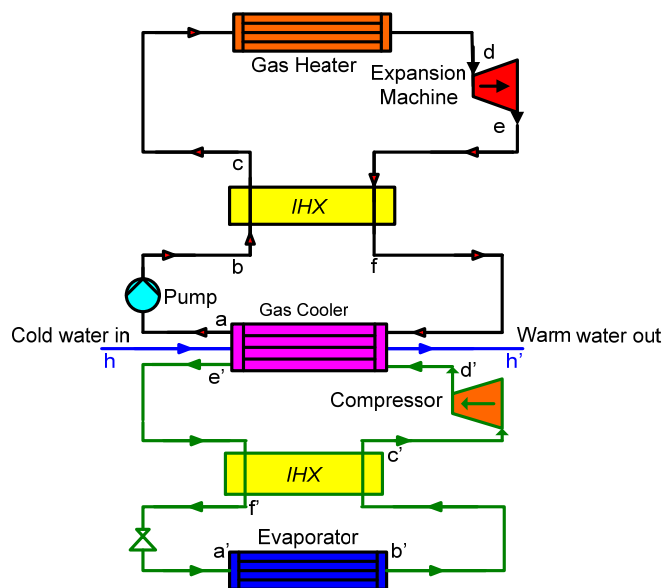 Gas Heater
d
Expansion
Machine
e
c
IHX
b
f
Pump
a
Gas Cooler
Cold water in
Warm water out
h
h’
e’
d’
Compressor
c’
IHX
f’
Evaporator
a’
b’